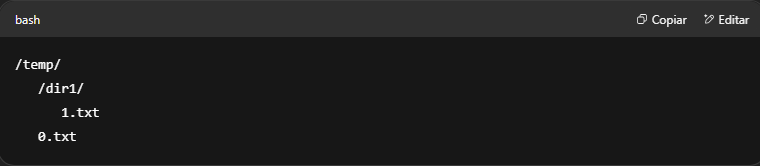 bash Copiar Editar
/temp/
/dir1/
1.txt
0.txt